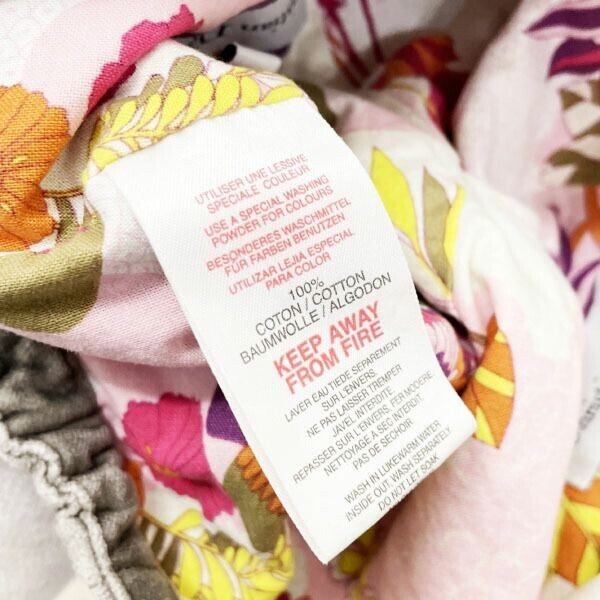 UTILISER UNE LESSIVE
SPECIALE COULEUR
USE A SPECIAL WASHING
POWDER FOR COLOURS
BESONDERES WASCHMITTEL
FÜR FARBEN BENUTZEN
UTILIZAR LEJIA ESPECIAL
PARA COLOR
100%
COTON / COTTON
BAUMWOLLE / ALGODON
KEEP AWAY
FROM FIRE
LAVER EAU TIEDE SEPAREMENT
SUR L'ENVERS
NE PAS LAISSER TREMPER
JAVEL INTERDITE
REPASSER SUR L'ENVERS, FER MODERE
NETTOYAGE A SEC INTERDIT
PAS DE SECHOIR
WASH IN LUKEWARM WATER
INSIDE OUT, WASH SEPARATELY
DO NOT LET SOAK